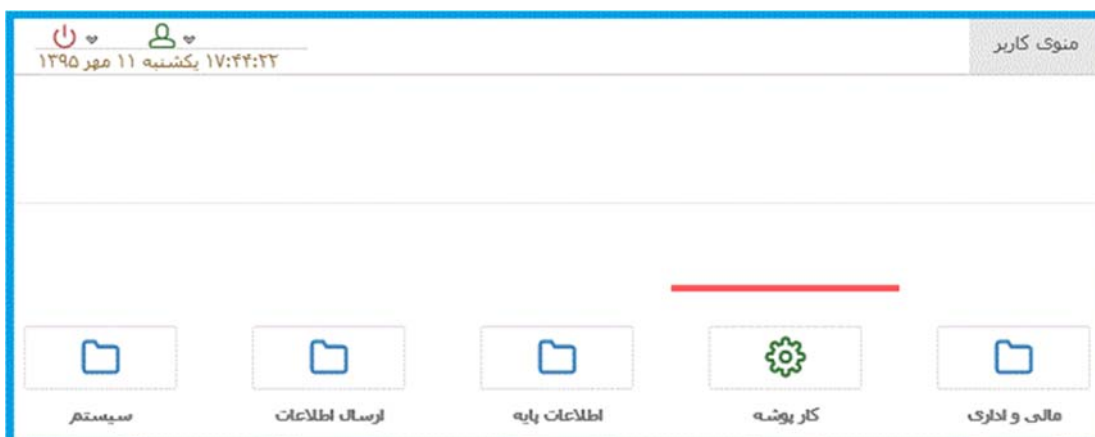 منوی کاربر
۱۷:۴۴:۲۲ یکشنبه ۱۱ مهر ۱۳۹۵
مالی و اداری
کار پوشه
اطلاعات پایه
ارسال اطلاعات
سیستم